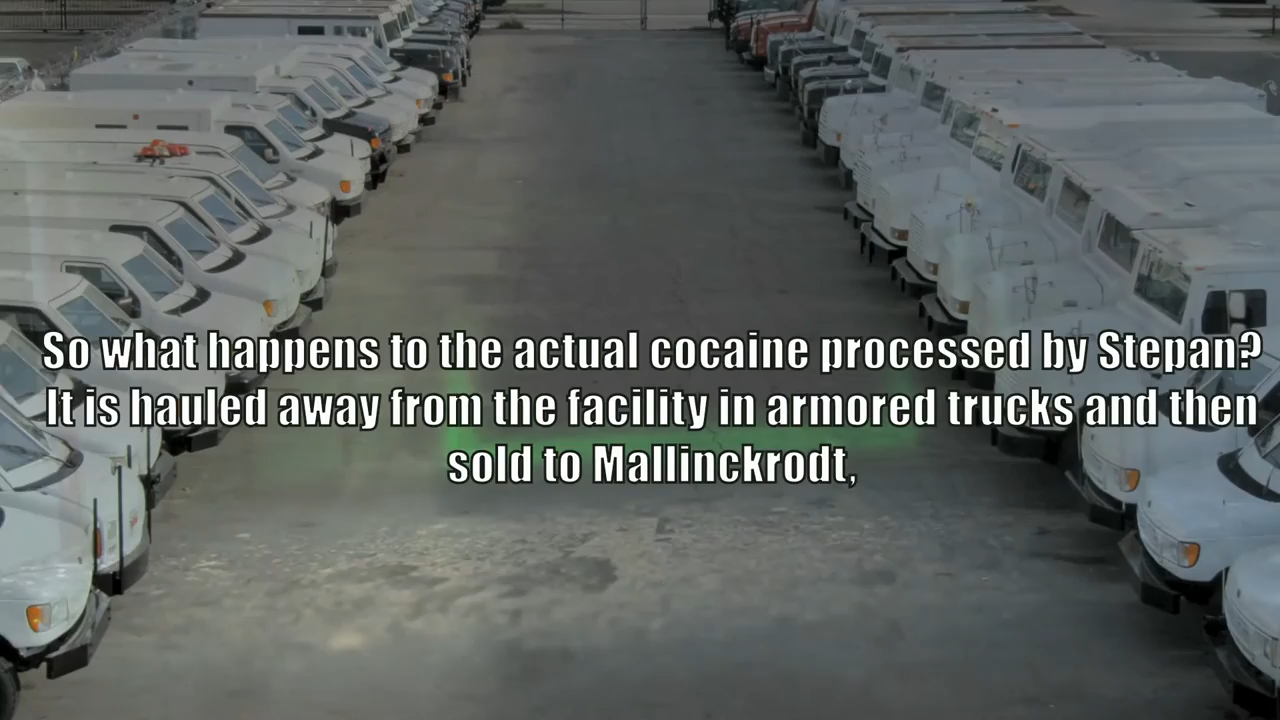 So what happens to the actual cocaine processed by Stepan?
It is hauled away from the facility in armored trucks and then
sold to Mallinckrodt,